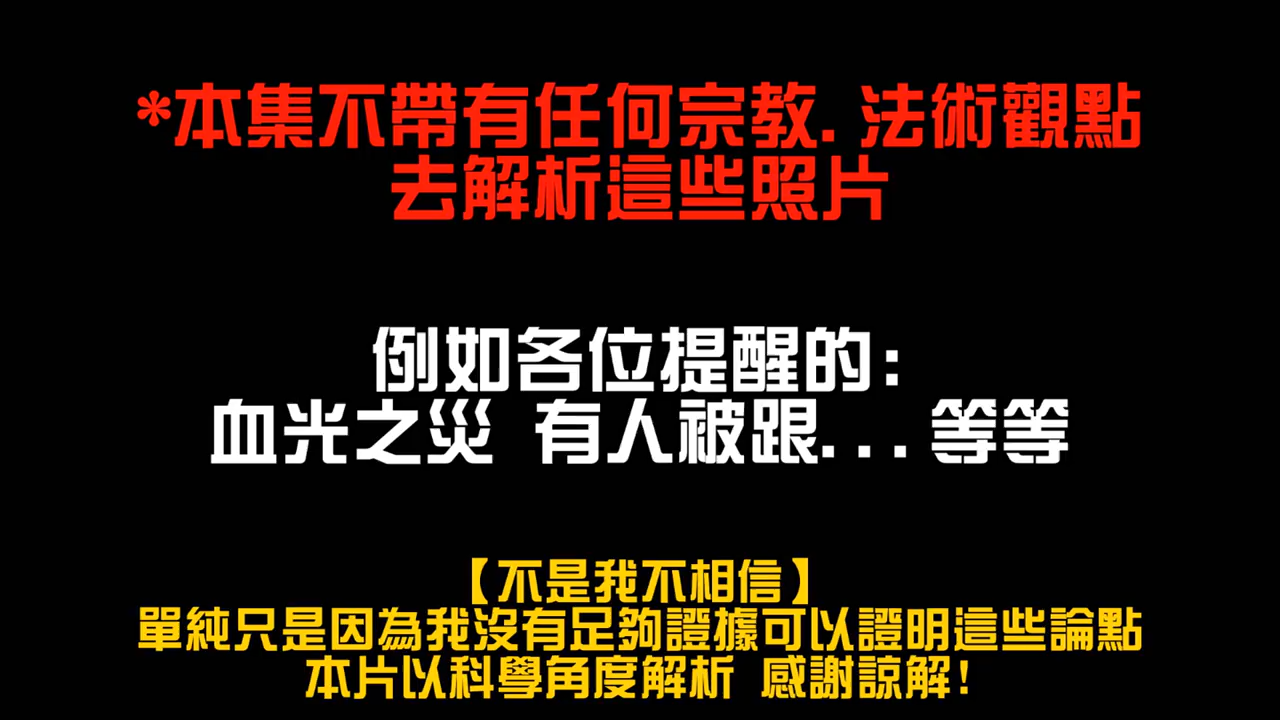 *本集不帶有任何宗教.法術觀點
去解析這些照片
例如各位提醒的:
血光之災 有人被跟...等等
【不是我不相信】
單純只是因為我沒有足夠證據可以證明這些論點
本片以科學角度解析 感謝諒解!